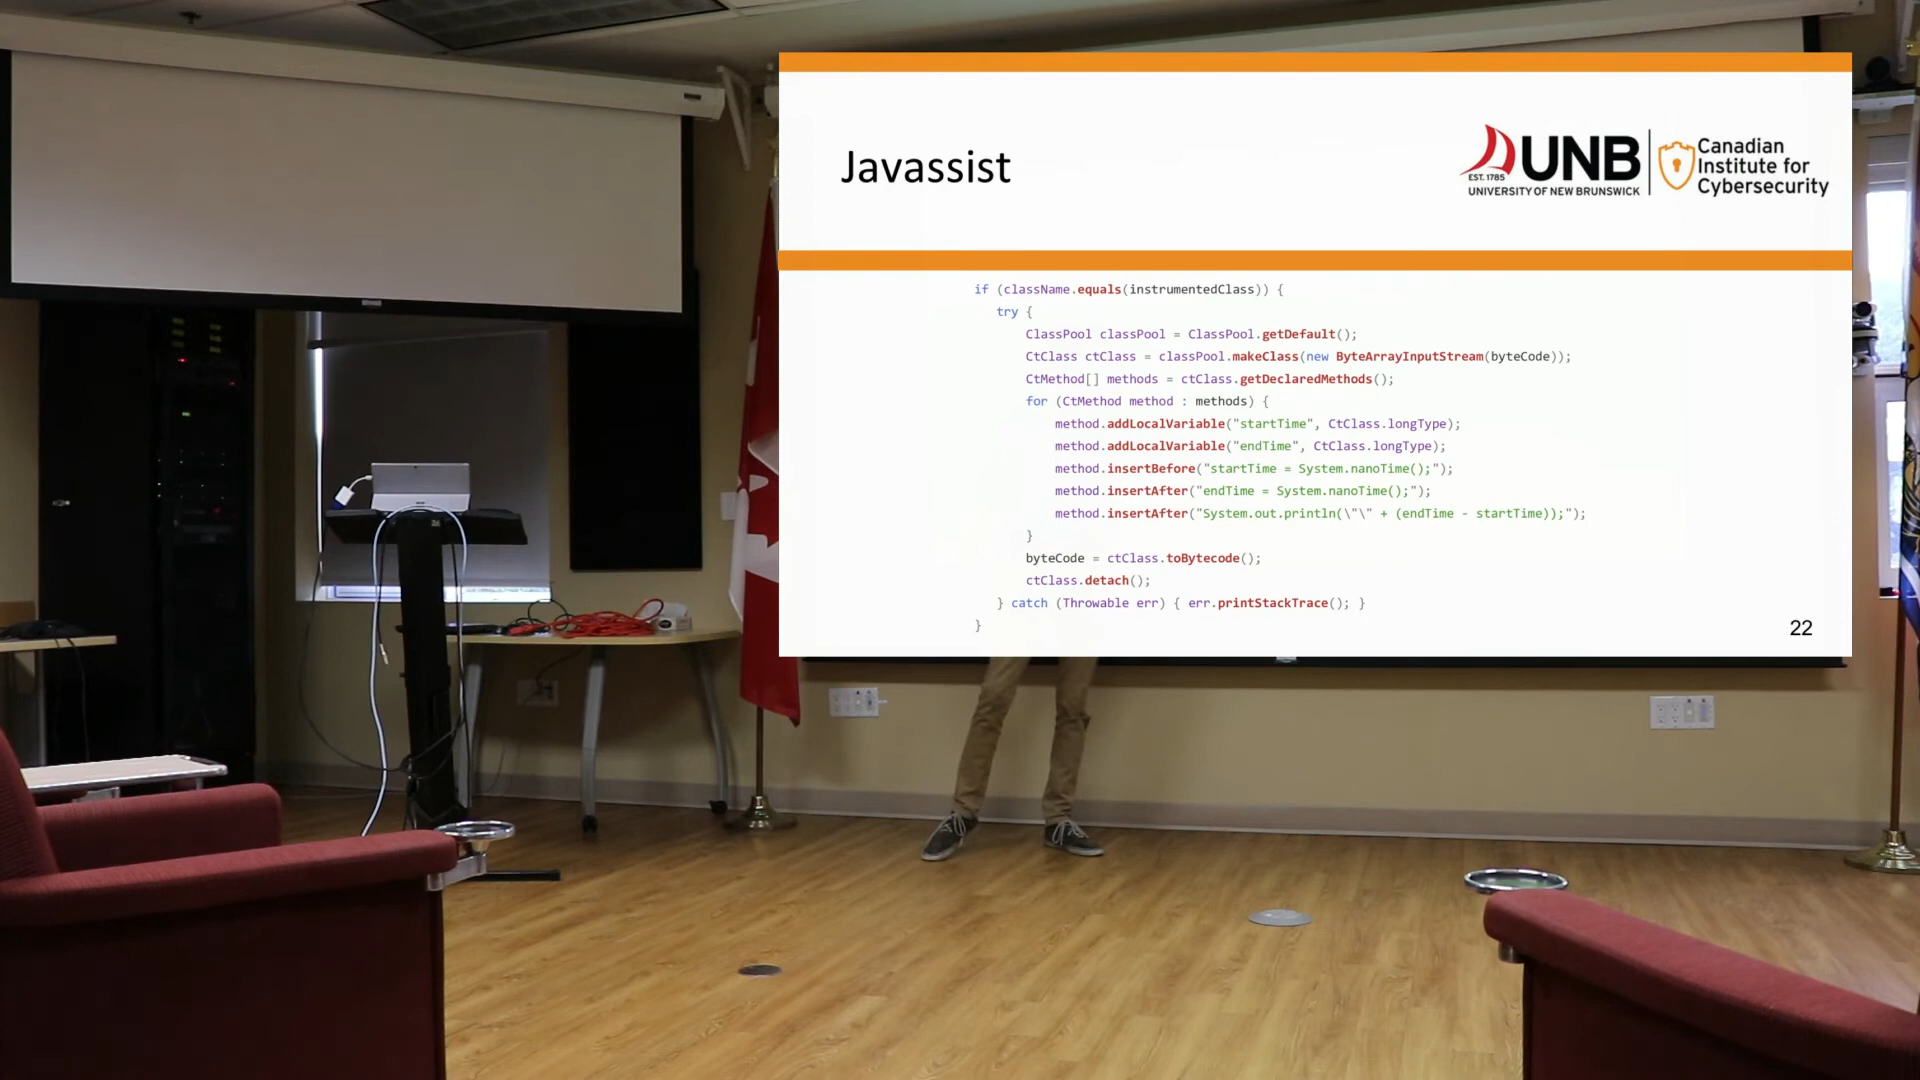 Javassist
EST. 1785
UNB
UNIVERSITY OF NEW BRUNSWICK
Canadian
Institute for
Cybersecurity
if (className.equals(instrumentedClass)) {
try {
ClassPool classPool = ClassPool.getDefault();
CtClass ctClass = classPool.makeClass(new ByteArrayInputStream(byteCode));
CtMethod[] methods = ctClass.getDeclaredMethods();
for (CtMethod method : methods) {
method.addLocalVariable("startTime", CtClass.longType);
method.addLocalVariable("endTime", CtClass.longType);
method.insertBefore("startTime = System.nanoTime();");
method.insertAfter("endTime = System.nanoTime();");
method.insertAfter("System.out.println(\"\" + (endTime - startTime));");
}
byteCode = ctClass.toBytecode();
ctClass.detach();
} catch (Throwable err) { err.printStackTrace(); }
}
22